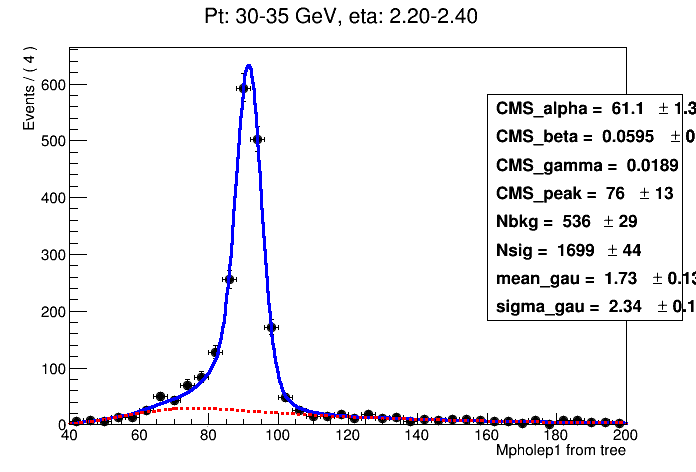 Pt: 30-35 GeV, eta: 2.20-2.40
Events / ( 4 )
600
500
400
300
200
100
0
40 60 80 100 120 140 160 180 200
Mpholep1 from tree
CMS_alpha = 61.1 ± 1.3
CMS_beta = 0.0595 ± 0
CMS_gamma = 0.0189
CMS_peak = 76 ± 13
Nbkg = 536 ± 29
Nsig = 1699 ± 44
mean_gau = 1.73 ± 0.13
sigma_gau = 2.34 ± 0.1